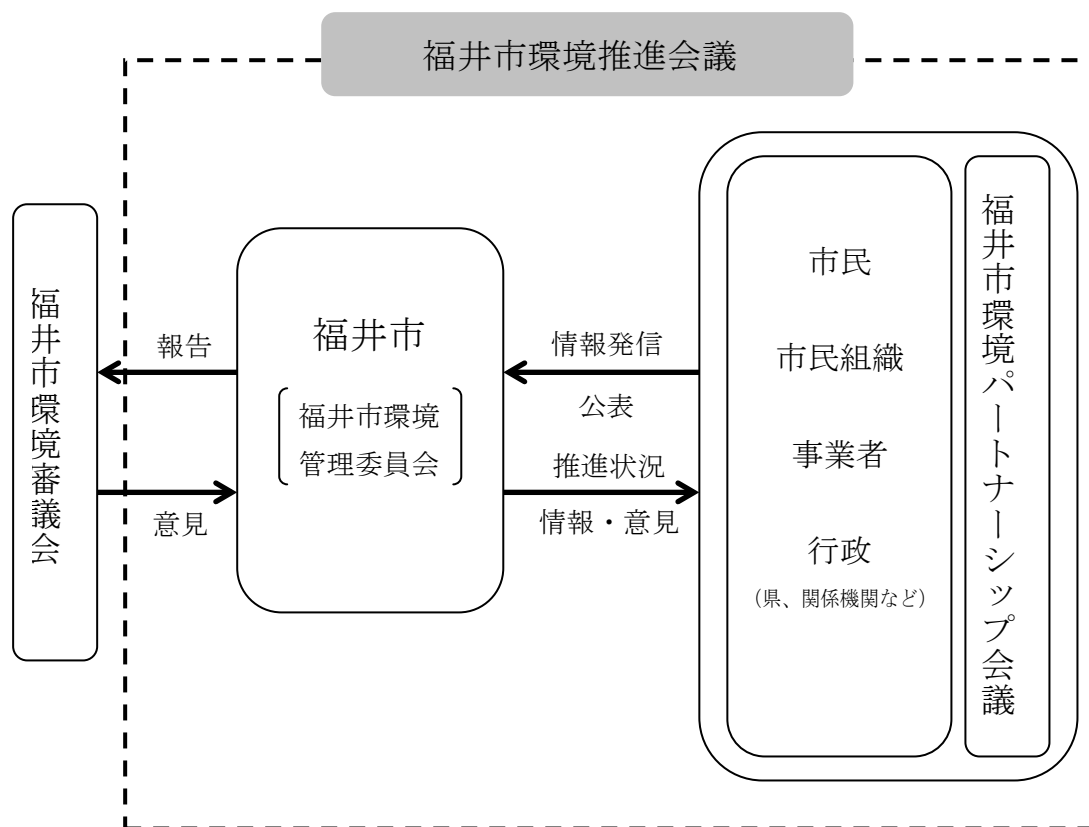 福井市環境推進会議
福井市環境審議会
報告
意見
福井市
福井市環境
管理委員会
情報発信
公表
推進状況
情報・意見
市民
市民組織
事業者
行政
（県、関係機関など）
福井市環境パートナーシップ会議